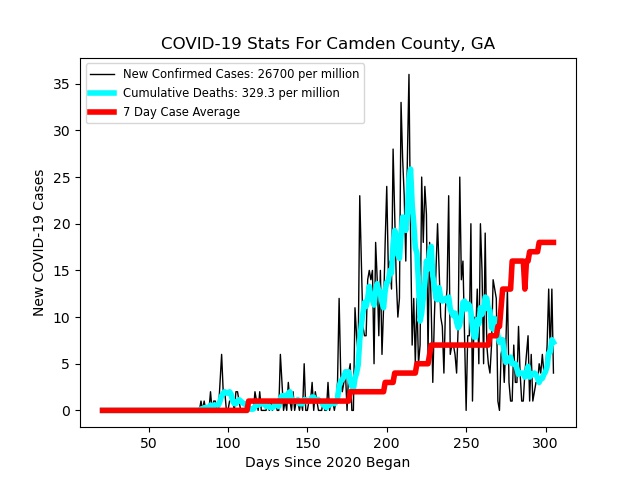 COVID-19 Stats For Camden County, GA
New Confirmed Cases: 26700 per million
Cumulative Deaths: 329.3 per million
7 Day Case Average
New COVID-19 Cases
35
30
25
20
15
10
5
0
50 100 150 200 250 300
Days Since 2020 Began